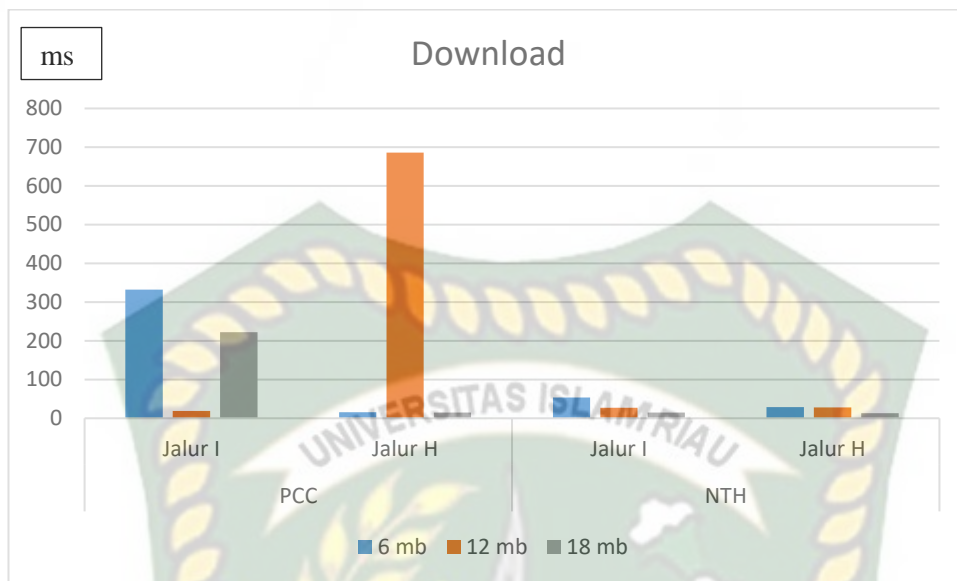 ms
Download
800
700
600
500
400
300
200
100
0
Jalur I
Jalur H
Jalur I
Jalur H
PCC
NTH
6 mb
12 mb
18 mb
UNIVERSITAS ISLAM RIAU